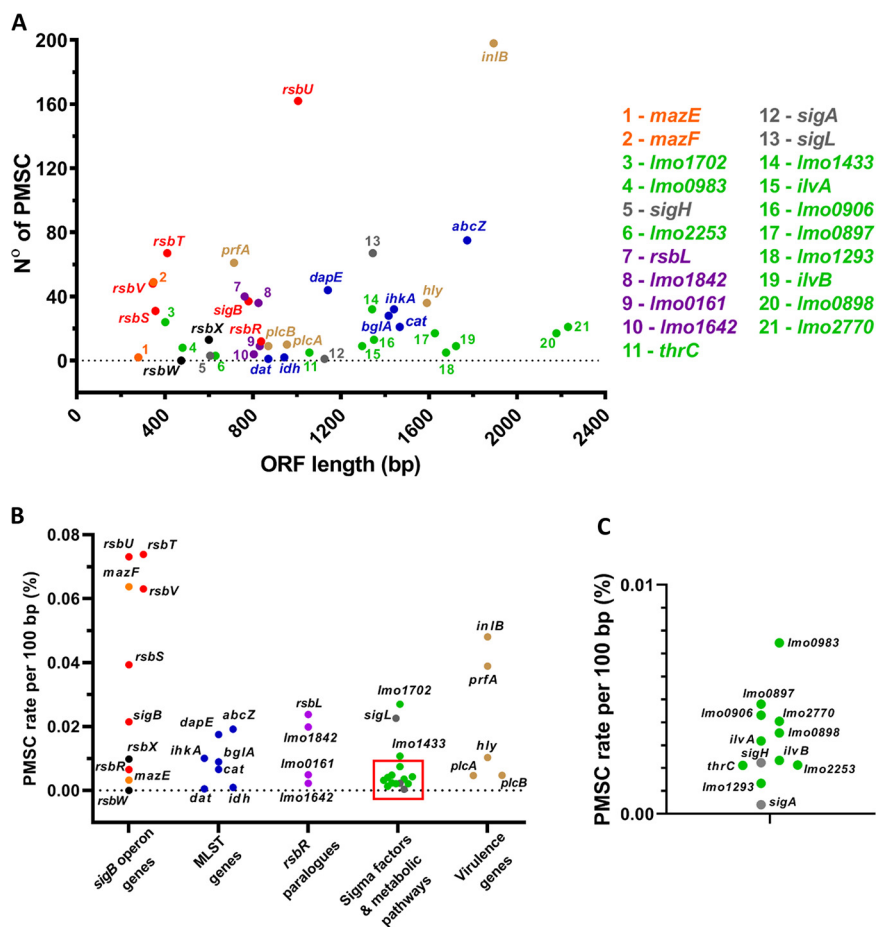 A
200
160
120
80
40
0
N° of PMSC
0
400
800
1200
1600
2000
2400
ORF length (bp)
inlB
rsbU
abcZ
rsbT
prfA
13
dapE
rsbV
2
7
8
sigB
hly
ihkA
14
rsbS
3
bglA
cat
rsbX
rsbR
plcB
plcA
4
9
10
1
rsbW
5
6
dat
idh
11
12
15
16
17
18
19
20
21
1 - mazE
2 - mazF
3 - lmo1702
4 - lmo0983
5 - sigH
6 - lmo2253
7 - rsbL
8 - lmo1842
9 - lmo0161
10 - lmo1642
11 - thrC
12 - sigA
13 - sigL
14 - lmo1433
15 - ilvA
16 - lmo0906
17 - lmo0897
18 - lmo1293
19 - ilvB
20 - lmo0898
21 - lmo2770
B
PMSC rate per 100 bp (%)
0.08
0.06
0.04
0.02
0.00
rsbU
rsbT
mazF
rsbV
rsbS
sigB
rsbX
rsbR
mazE
rsbW
dapE
abcZ
ihkA
bglA
cat
dat
idh
rsbL
lmo1842
lmo0161
lmo1642
lmo1702
sigL
lmo1433
inlB
prfA
hly
plcA
plcB
sigB operon
genes
MLST
genes
rsbR
paralogues
Sigma factors
& metabolic
pathways
Virulence
genes
C
PMSC rate per 100 bp (%)
0.01
0.00
lmo0983
lmo0897
lmo0906
lmo2770
lmo0898
ilvA
sigH
ilvB
thrC
lmo2253
lmo1293
sigA